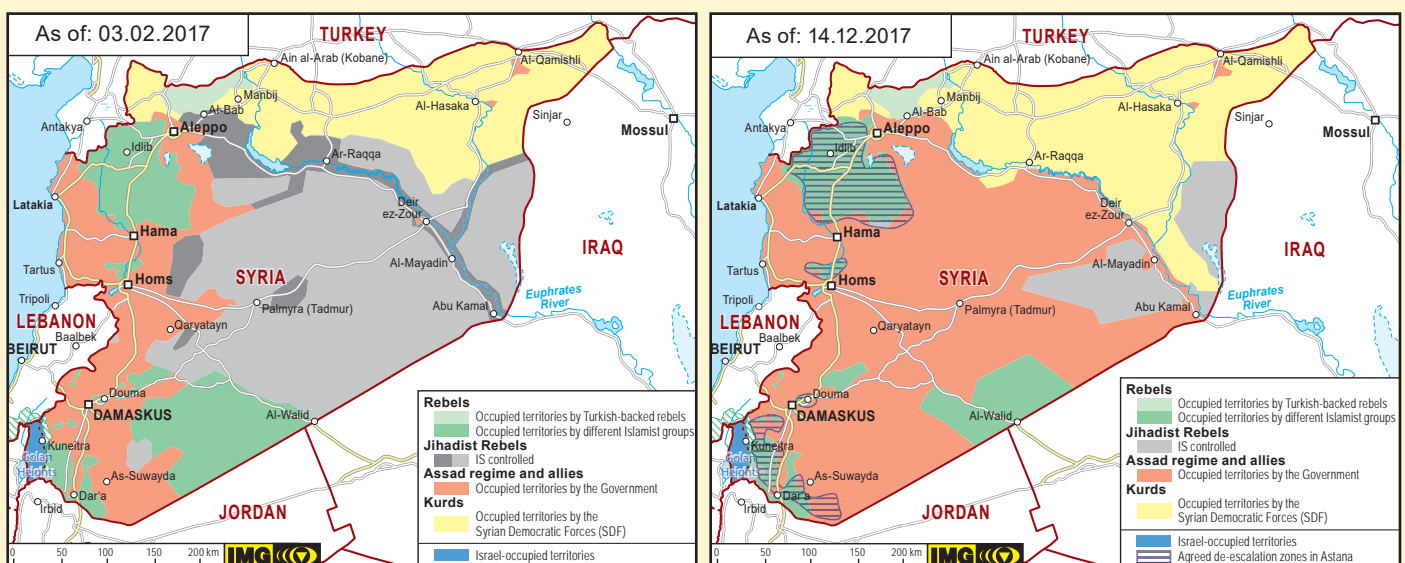 As of: 03.02.2017
TURKEY
Ain al-Arab (Kobane)
Al-Qamishli
Manbij
Al-Bab
Al-Hasaka
Antakya
Aleppo
Sinjar
Mossul
Idlib
Ar-Raqqa
Latakia
Deir
ez-Zour
Hama
IRAQ
Tartus
SYRIA
Al-Mayadin
Homs
Tripoli
Palmyra (Tadmur)
Abu Kamal
Euphrates
River
LEBANON
Qaryatayn
Baalbek
BEIRUT
Douma
DAMASKUS
Al-Walid
Kuneitra
Golan
Heights
As-Suwayda
Dar'a
Irbid
JORDAN
0 50 100 150 200 km
IMG
Rebels
Occupied territories by Turkish-backed rebels
Occupied territories by different Islamist groups
Jihadist Rebels
IS controlled
Assad regime and allies
Occupied territories by the Government
Kurds
Occupied territories by the
Syrian Democratic Forces (SDF)
Israel-occupied territories
As of: 14.12.2017
TURKEY
Ain al-Arab (Kobane)
Al-Qamishli
Manbij
Al-Bab
Al-Hasaka
Antakya
Aleppo
Sinjar
Mossul
Idlib
Ar-Raqqa
Latakia
Deir
ez-Zour
Hama
IRAQ
Tartus
SYRIA
Al-Mayadin
Homs
Tripoli
Palmyra (Tadmur)
Abu Kamal
Euphrates
River
LEBANON
Qaryatayn
Baalbek
BEIRUT
Douma
DAMASKUS
Al-Walid
Kuneitra
Golan
Heights
As-Suwayda
Dar'a
Irbid
JORDAN
0 50 100 150 200 km
IMG
Rebels
Occupied territories by Turkish-backed rebels
Occupied territories by different Islamist groups
Jihadist Rebels
IS controlled
Assad regime and allies
Occupied territories by the Government
Kurds
Occupied territories by the
Syrian Democratic Forces (SDF)
Israel-occupied territories
Agreed de-escalation zones in Astana